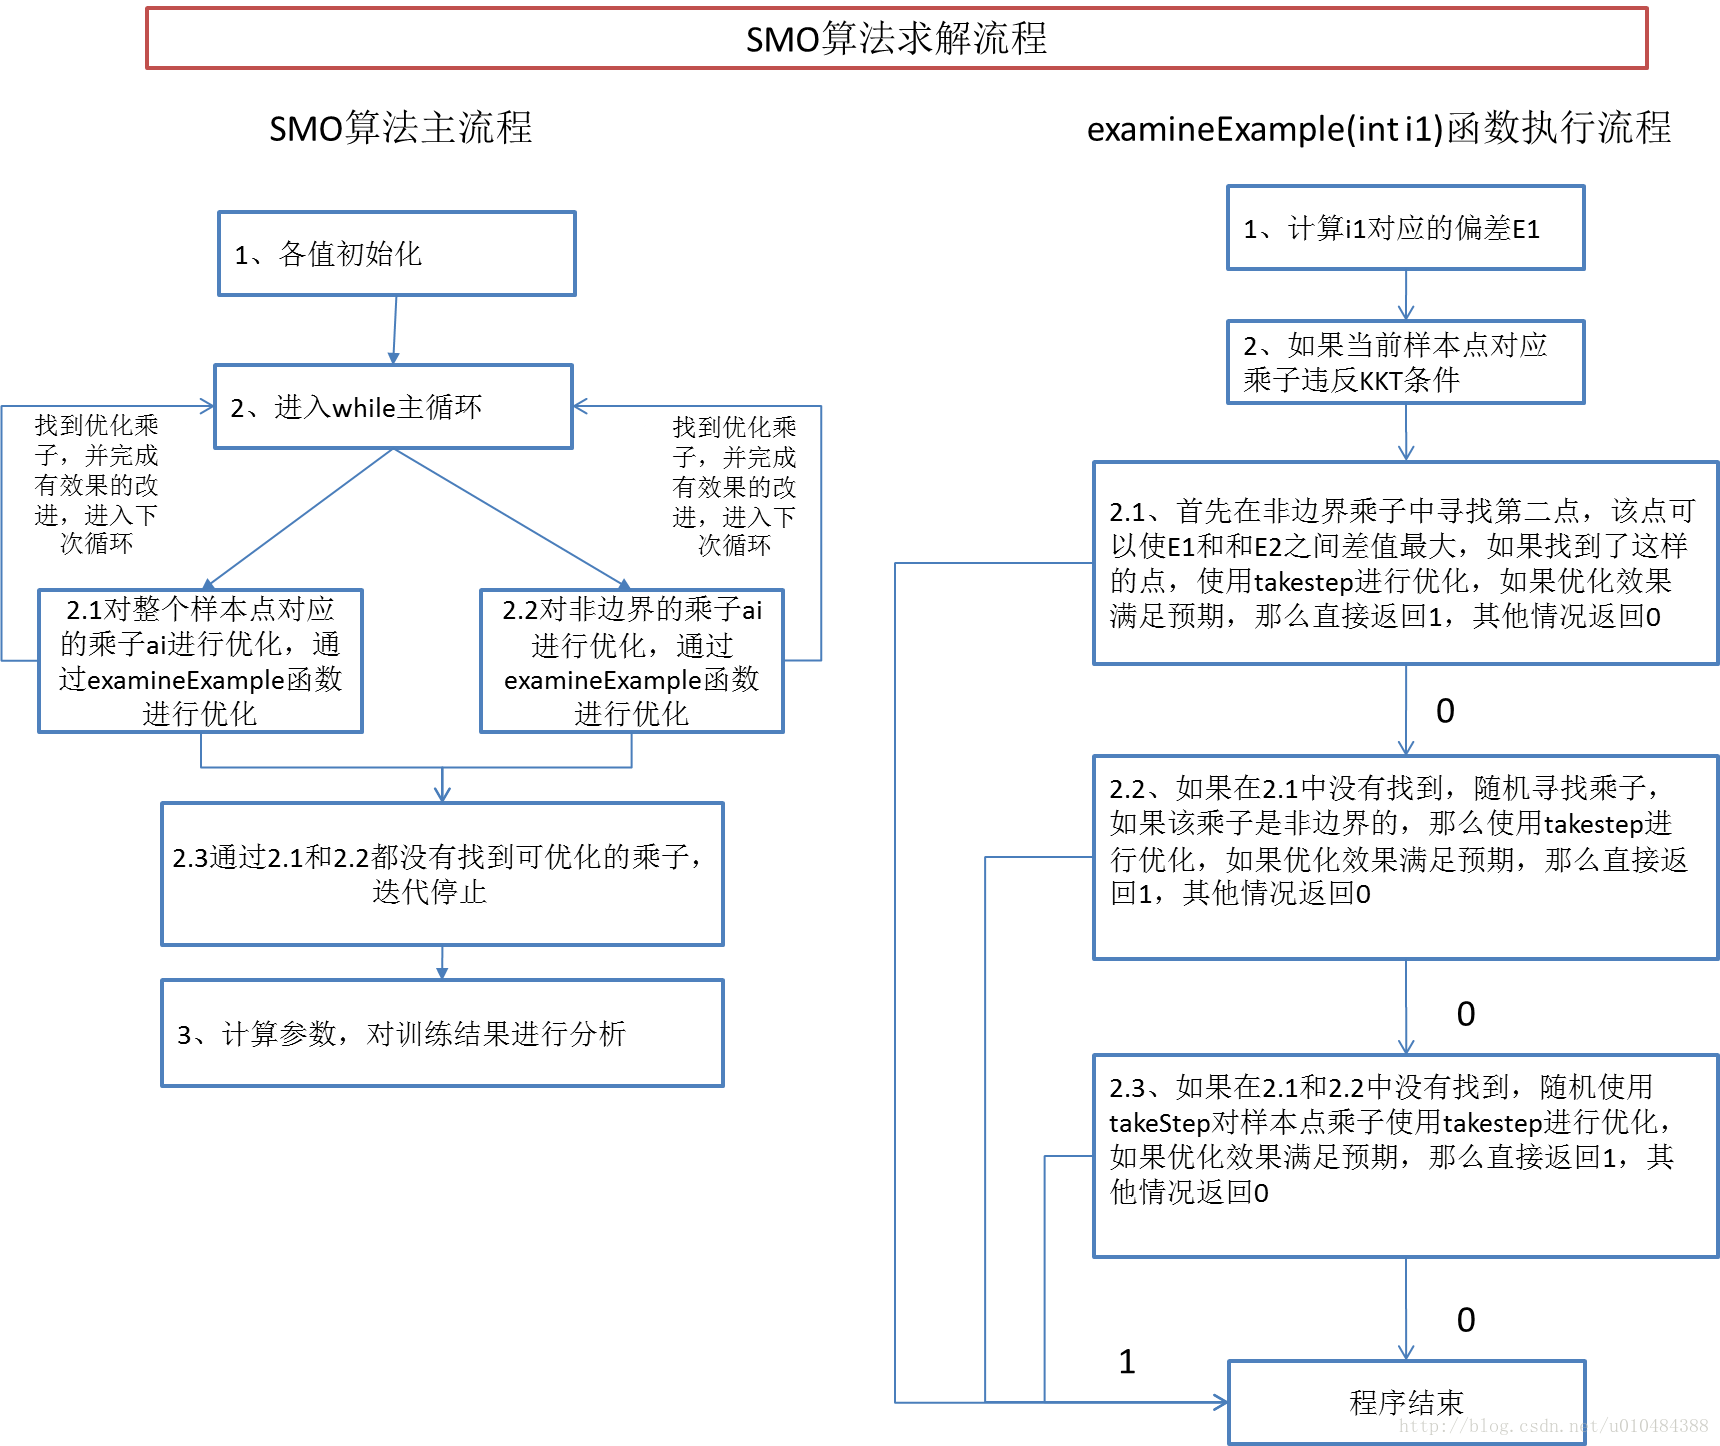 SMO算法求解流程
SMO算法主流程
1、各值初始化
2、进入while主循环
找到优化乘
子，并完成
有效果的改
进，进入下
次循环
找到优化乘
子，并完成
有效果的改
进，进入下
次循环
2.1对整个样本点对应
的乘子ai进行优化，通
过examineExample函数
进行优化
2.2对非边界的乘子ai
进行优化，通过
examineExample函数
进行优化
2.3通过2.1和2.2都没有找到可优化的乘子，
迭代停止
3、计算参数，对训练结果进行分析
examineExample(int i1)函数执行流程
1、计算i1对应的偏差E1
2、如果当前样本点对应
乘子违反KKT条件
2.1、首先在非边界乘子中寻找第二点，该点可
以使E1和和E2之间差值最大，如果找到了这样
的点，使用takestep进行优化，如果优化效果
满足预期，那么直接返回1，其他情况返回0
0
2.2、如果在2.1中没有找到，随机寻找乘子，
如果该乘子是非边界的，那么使用takestep进
行优化，如果优化效果满足预期，那么直接返
回1，其他情况返回0
0
2.3、如果在2.1和2.2中没有找到，随机使用
takeStep对样本点乘子使用takestep进行优化，
如果优化效果满足预期，那么直接返回1，其
他情况返回0
0
1
程序结束
http://blog.csdn.net/u010484388